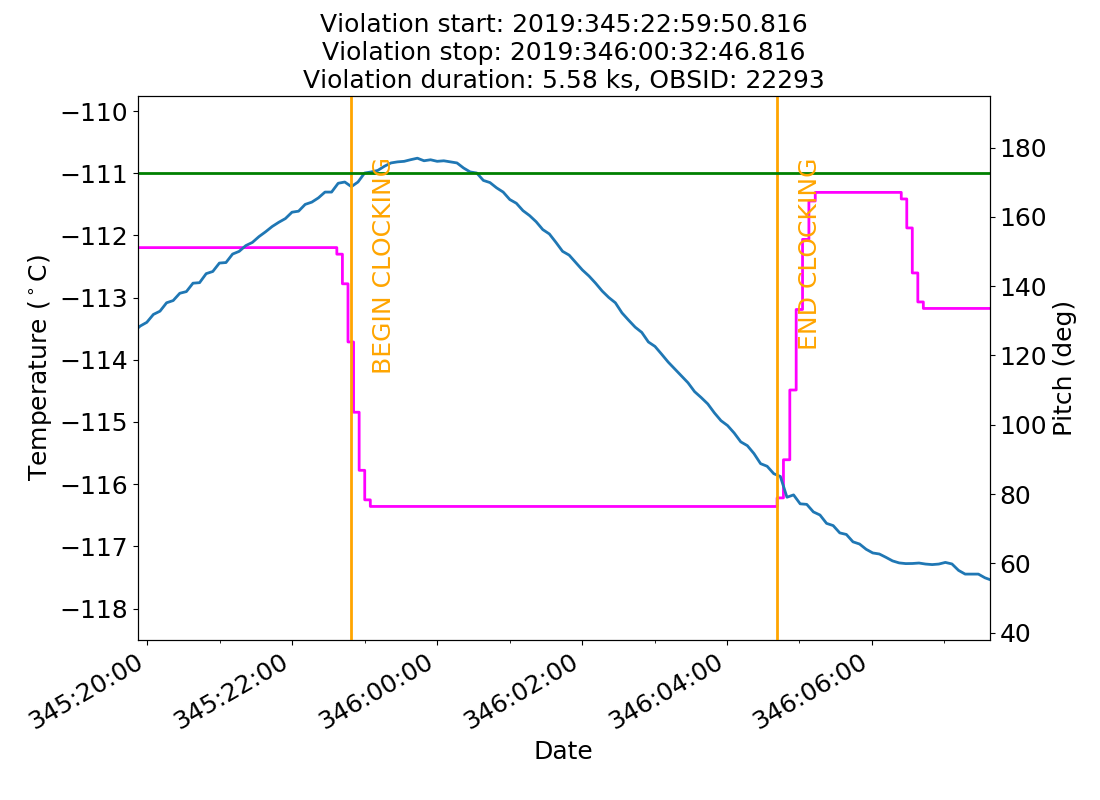 Violation start: 2019:345:22:59:50.816
Violation stop: 2019:346:00:32:46.816
Violation duration: 5.58 ks, OBSID: 22293
−110
−111
−112
−113
−114
−115
−116
−117
−118
Temperature (°C)
BEGIN CLOCKING
END CLOCKING
180
160
140
120
100
80
60
40
Pitch (deg)
345:20:00
345:22:00
346:00:00
346:02:00
346:04:00
346:06:00
Date